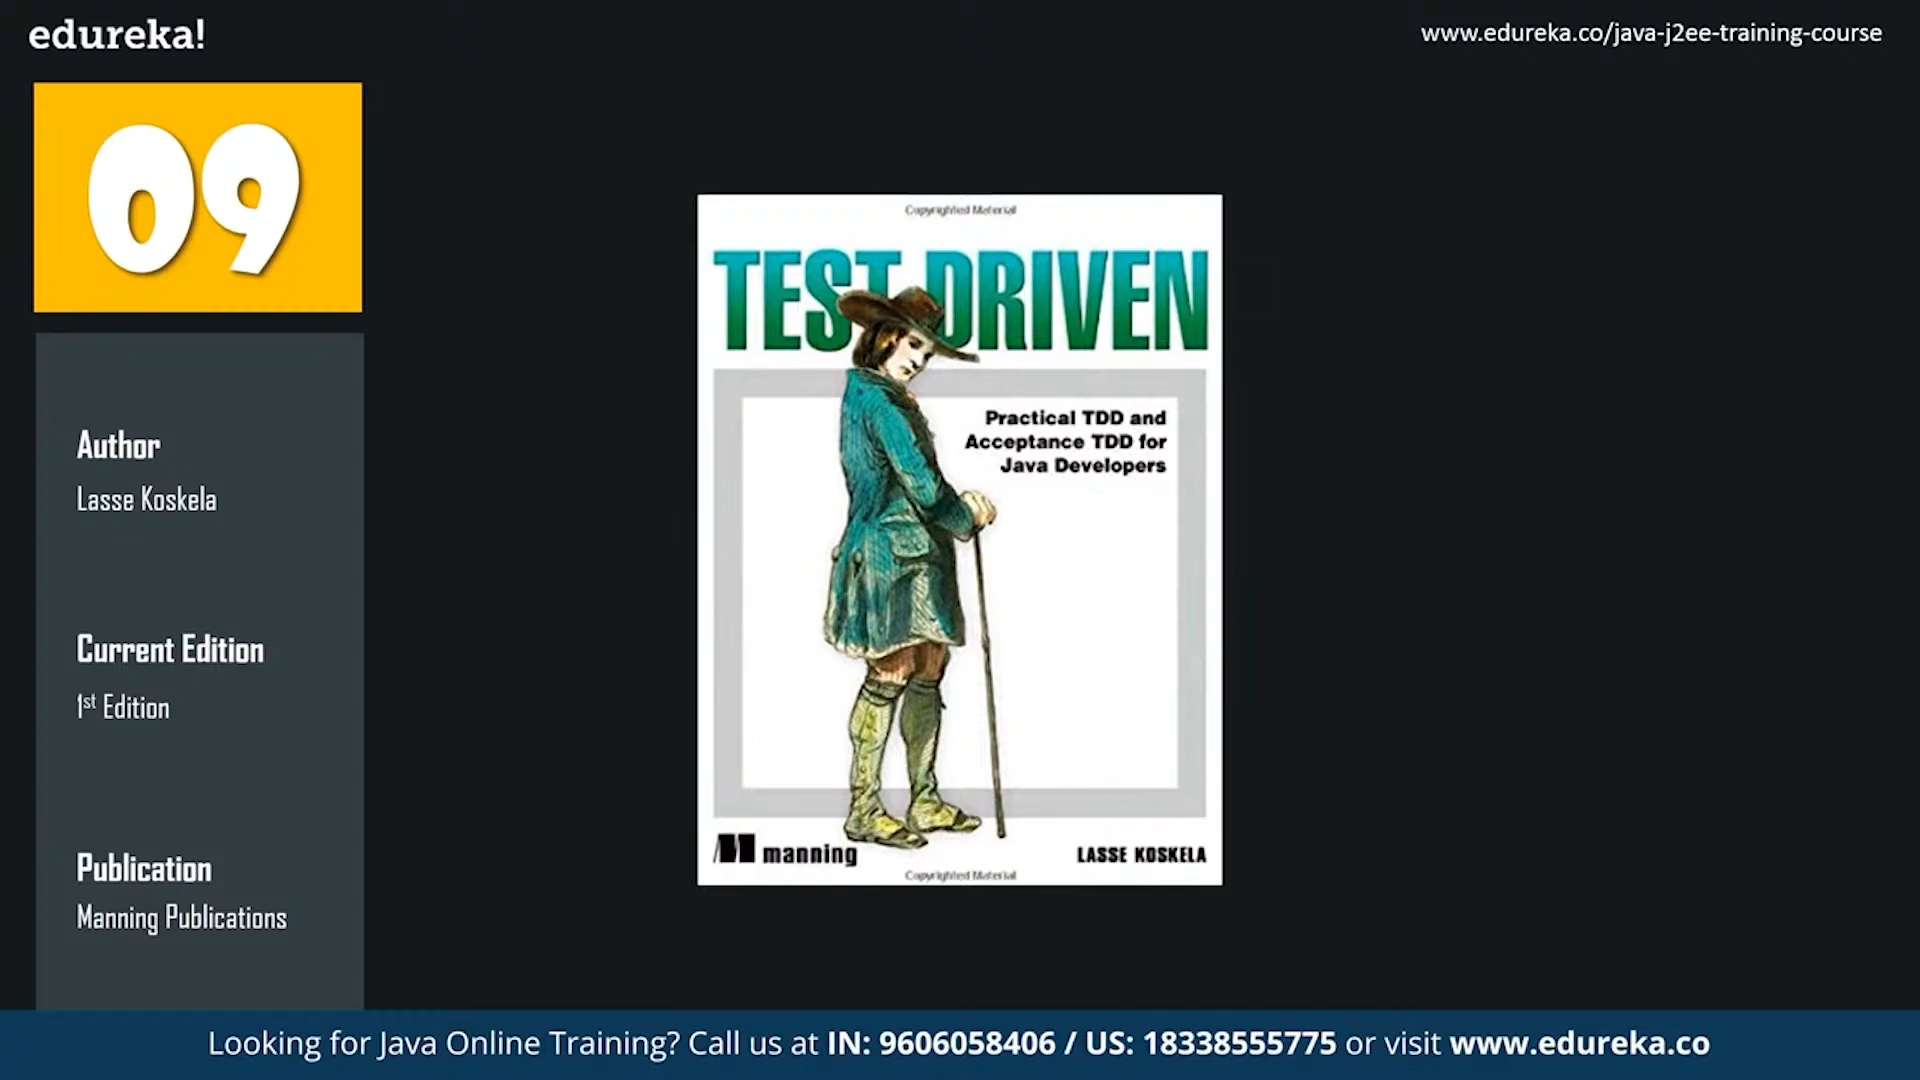 edureka!
www.edureka.co/java-j2ee-training-course
09
Author
Lasse Koskela
Current Edition
1st Edition
Publication
Manning Publications
Copyrighted Material
TEST DRIVEN
Practical TDD and
Acceptance TDD for
Java Developers
manning
LASSE KOSKELA
Copyrighted Material
Looking for Java Online Training? Call us at IN: 9606058406 / US: 18338555775 or visit www.edureka.co